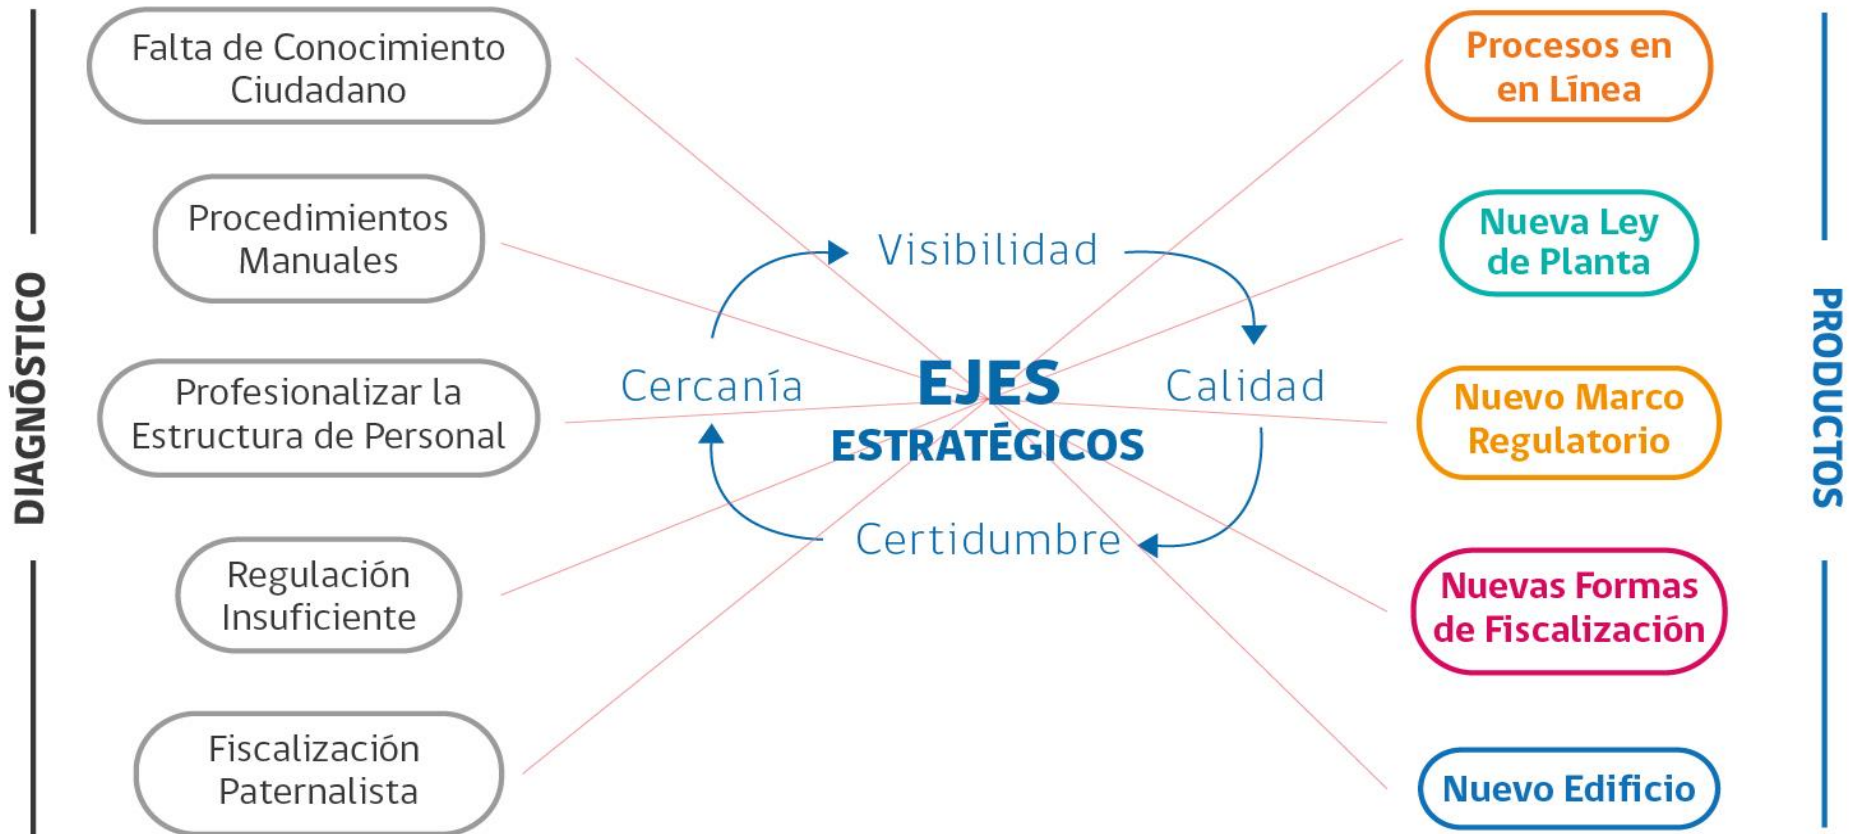 DIAGNÓSTICO
Falta de Conocimiento
Ciudadano
Procedimientos
Manuales
Profesionalizar la
Estructura de Personal
Regulación
Insuficiente
Fiscalización
Paternalista
Visibilidad
Cercanía
EJES
ESTRATÉGICOS
Calidad
Certidumbre
Procesos en
en Línea
Nueva Ley
de Planta
Nuevo Marco
Regulatorio
Nuevas Formas
de Fiscalización
Nuevo Edificio
PRODUCTOS